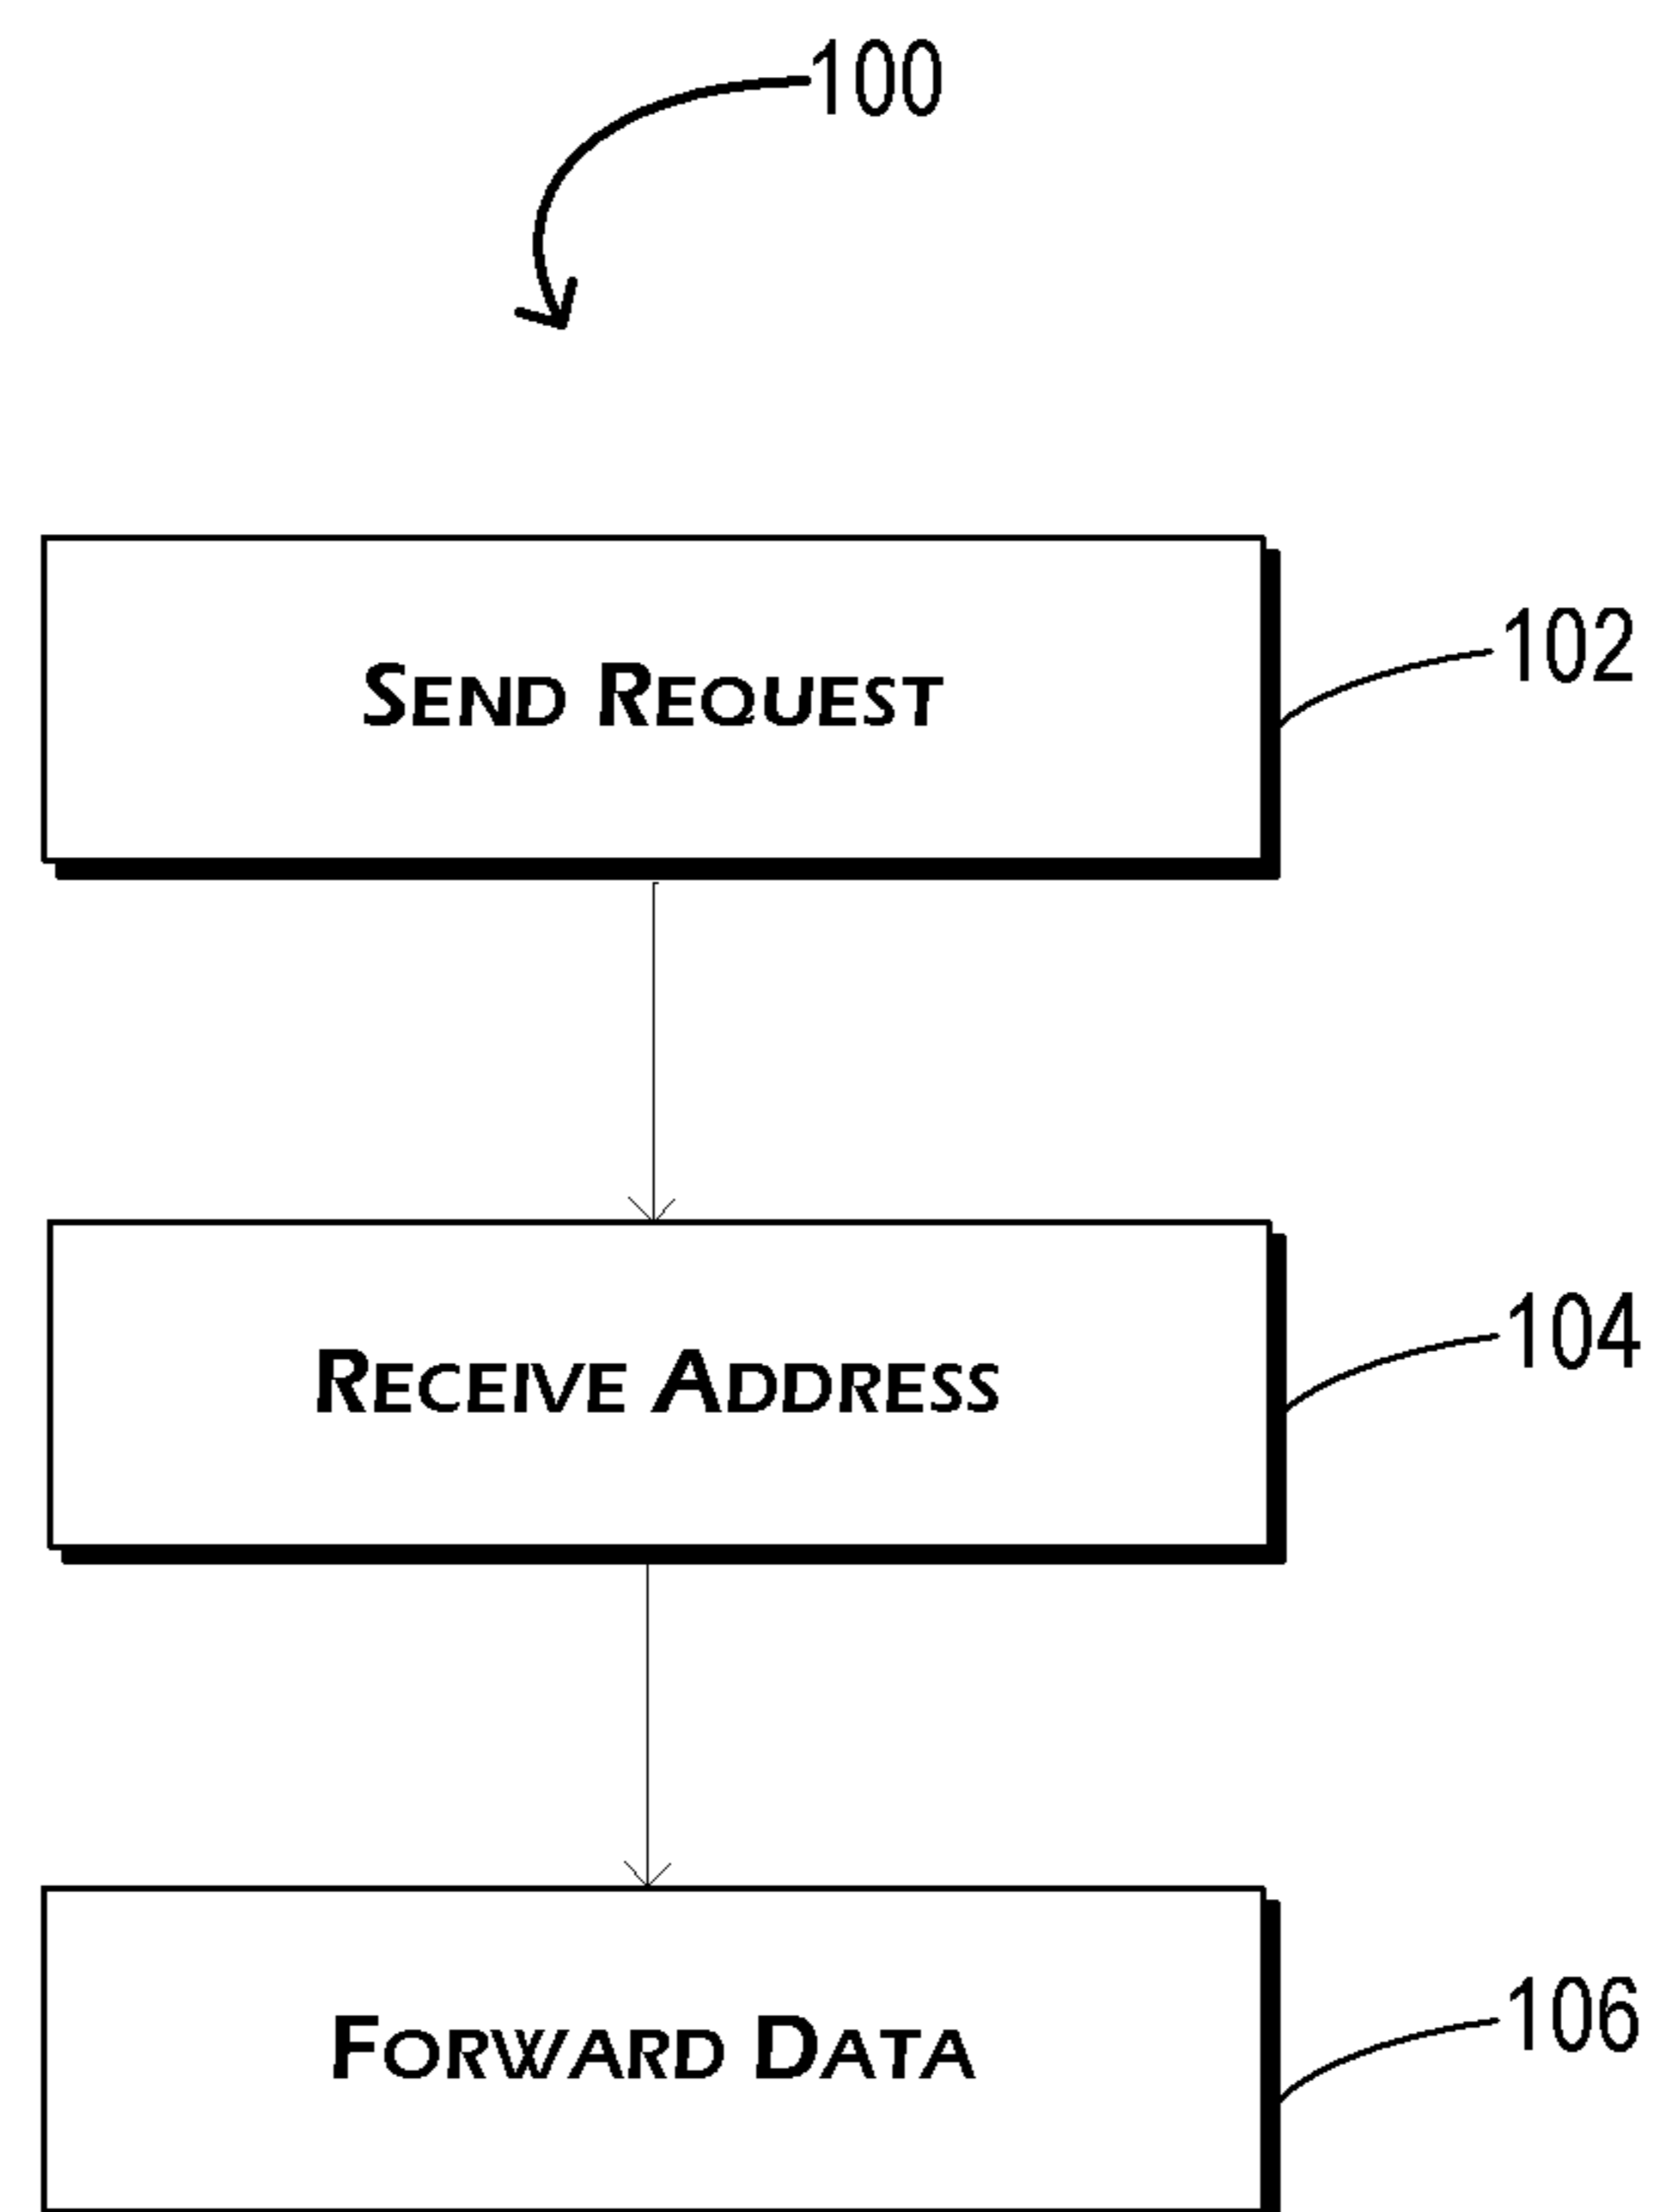 100
SEND REQUEST
102
RECEIVE ADDRESS
104
FORWARD DATA
106